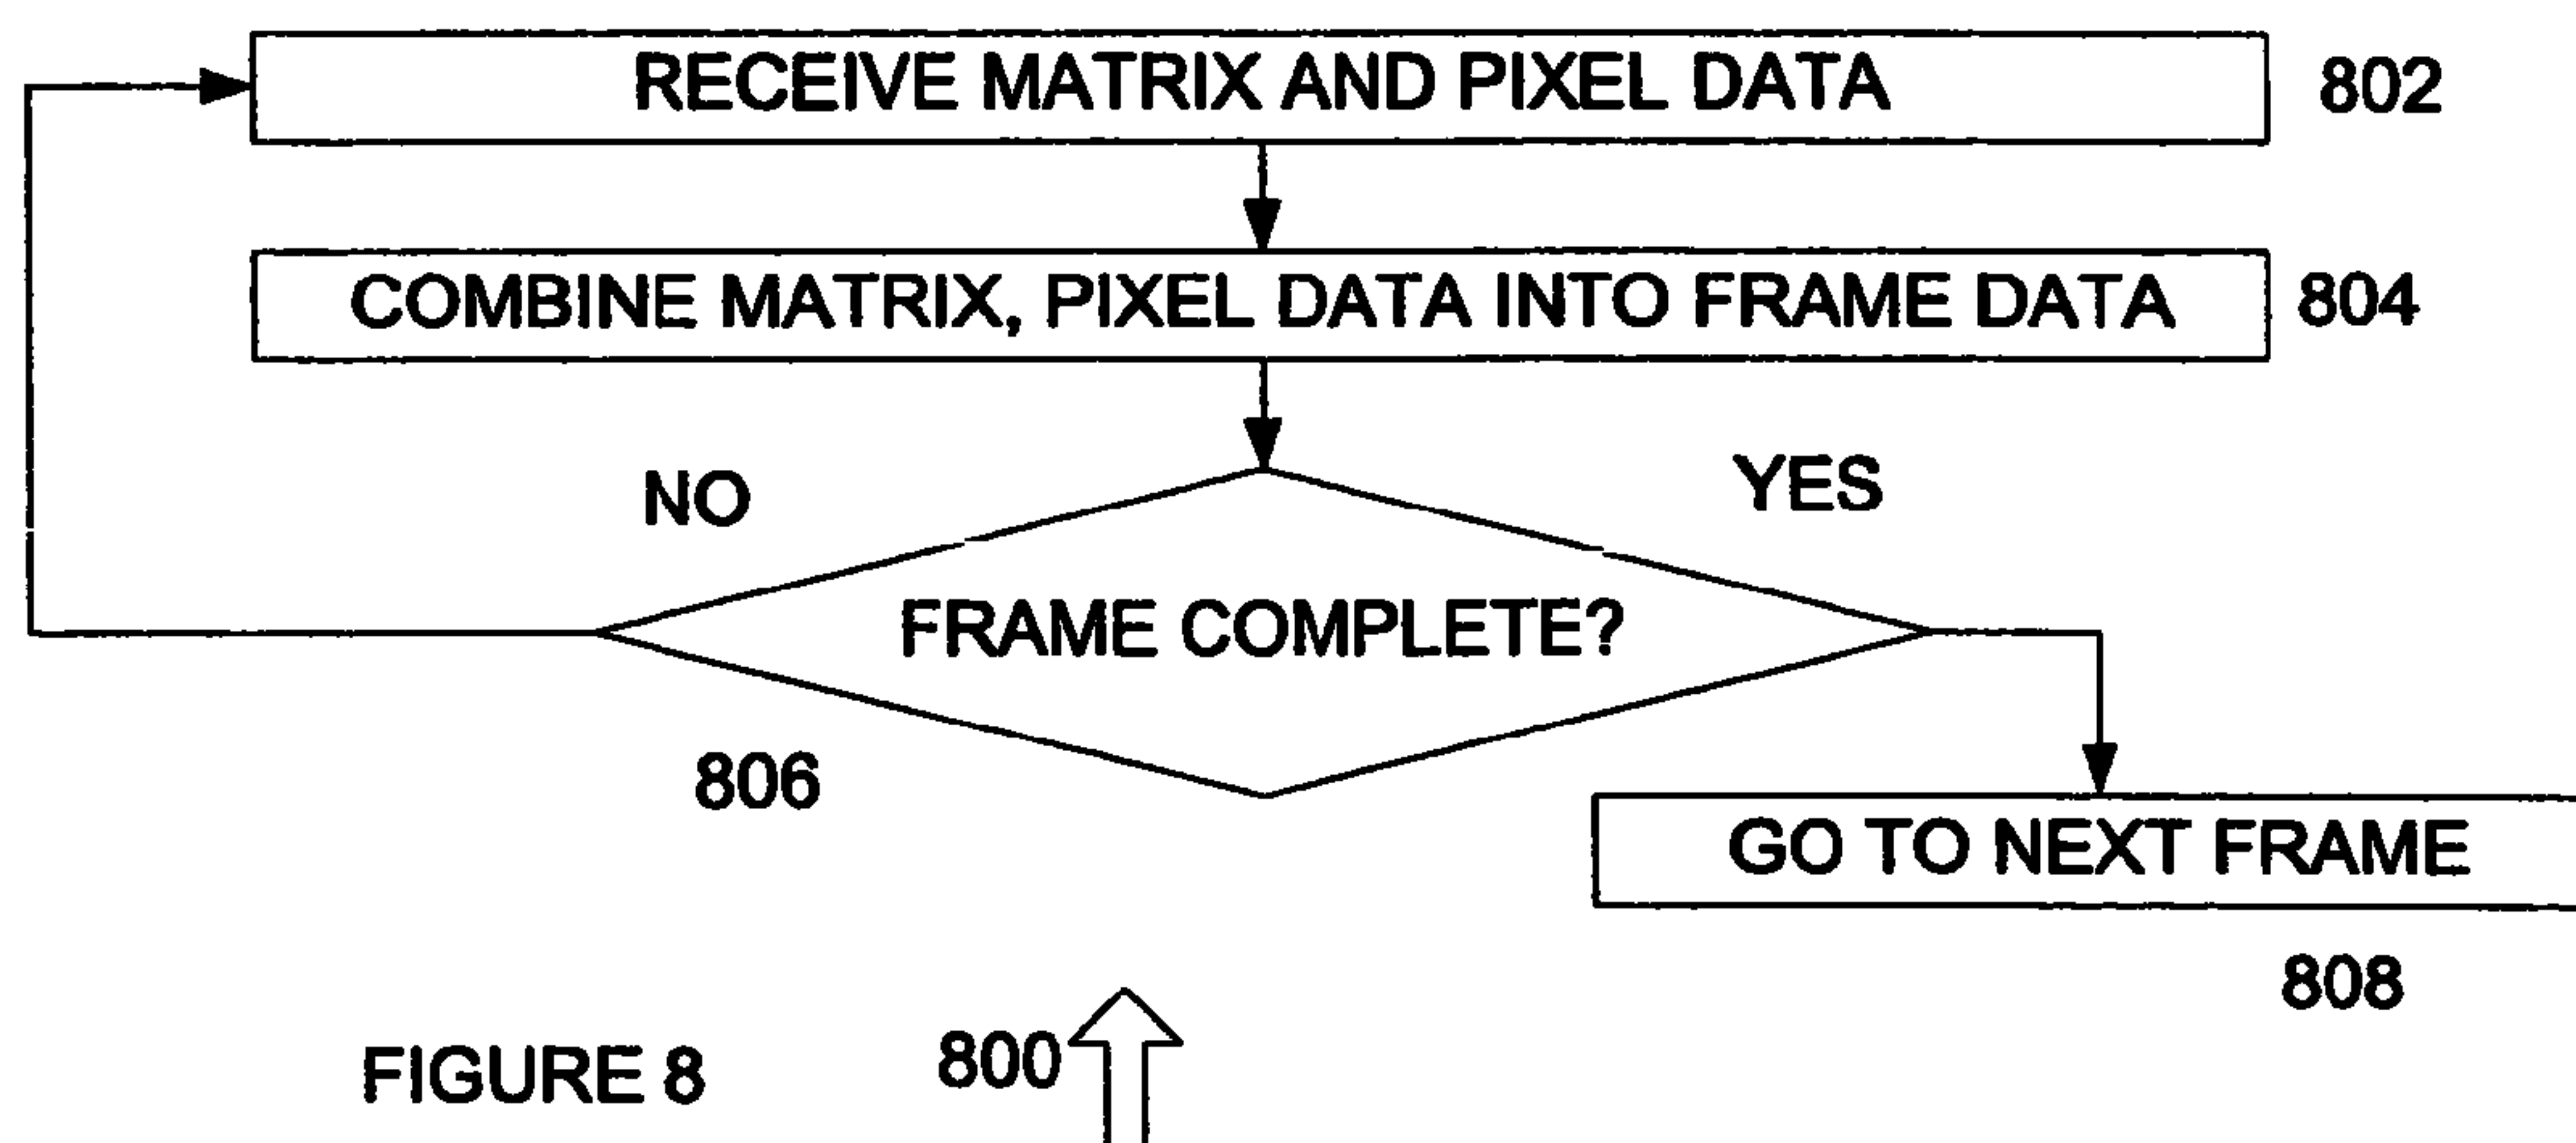 RECEIVE MATRIX AND PIXEL DATA
802
COMBINE MATRIX, PIXEL DATA INTO FRAME DATA
804
NO
YES
FRAME COMPLETE?
806
GO TO NEXT FRAME
808
FIGURE 8
800